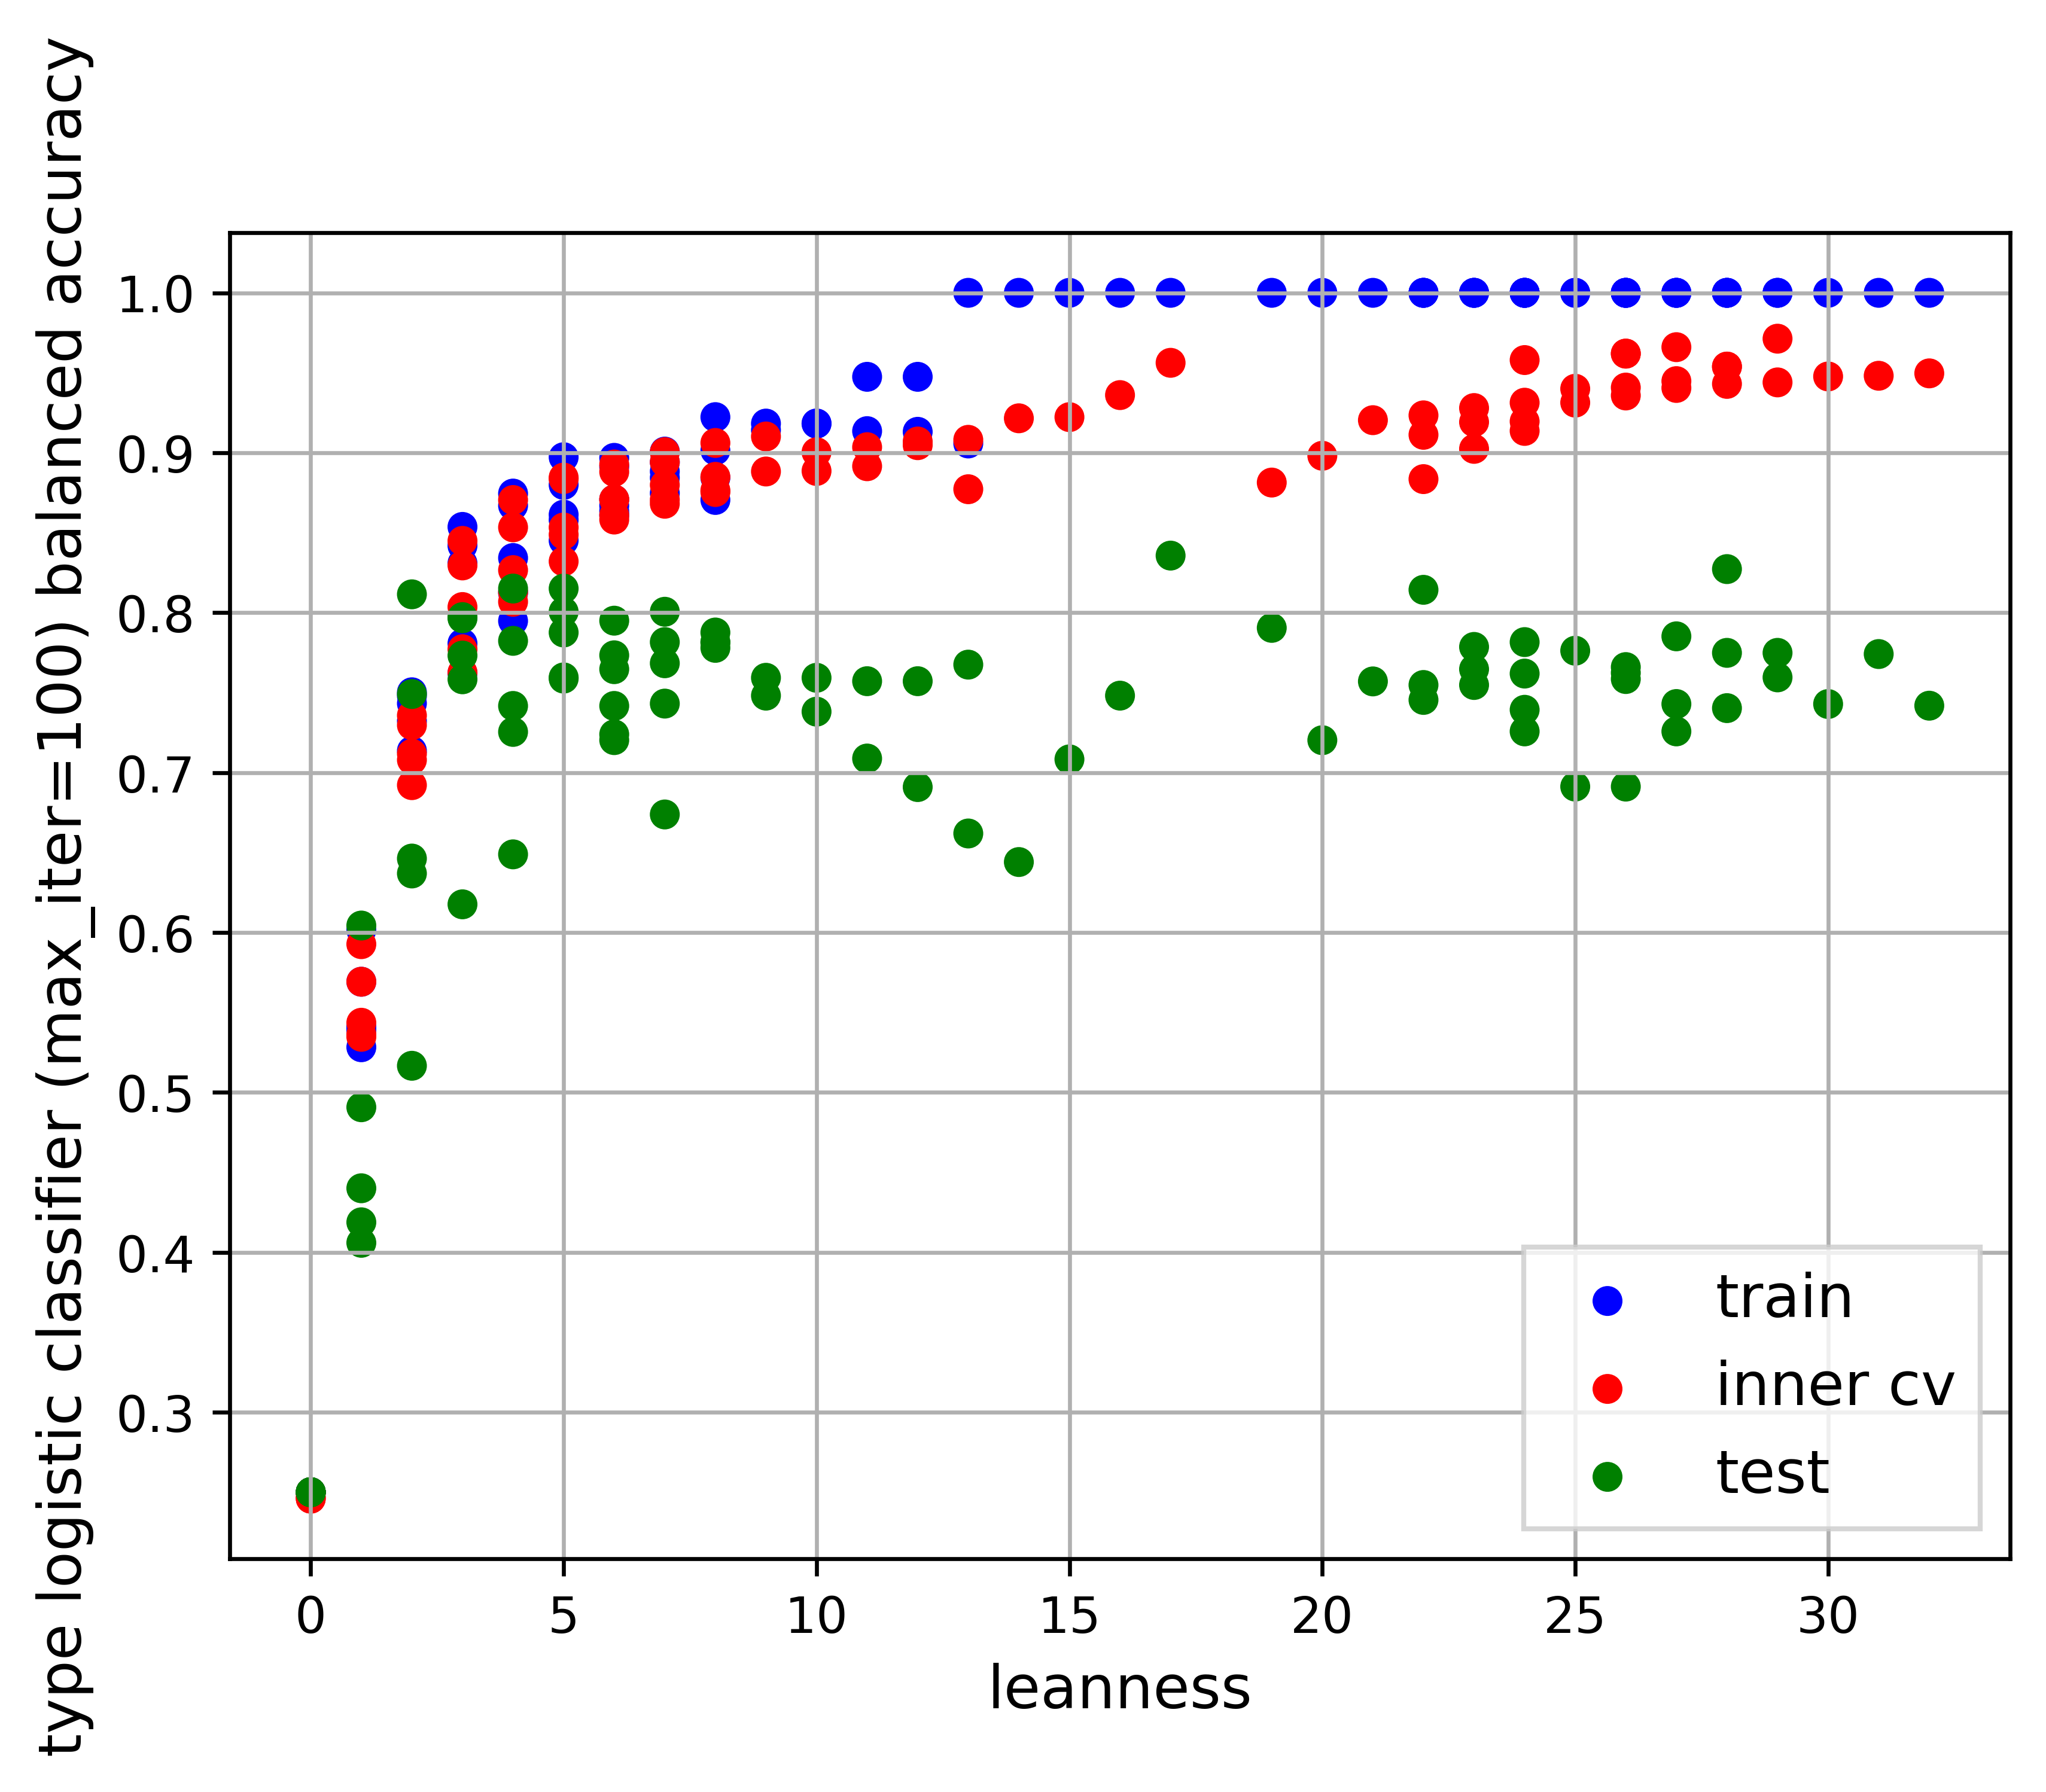 type logistic classifier (max_iter=100) balanced accuracy
1.0
0.9
0.8
0.7
0.6
0.5
0.4
0.3
0 5 10 15 20 25 30
leanness
train
inner cv
test